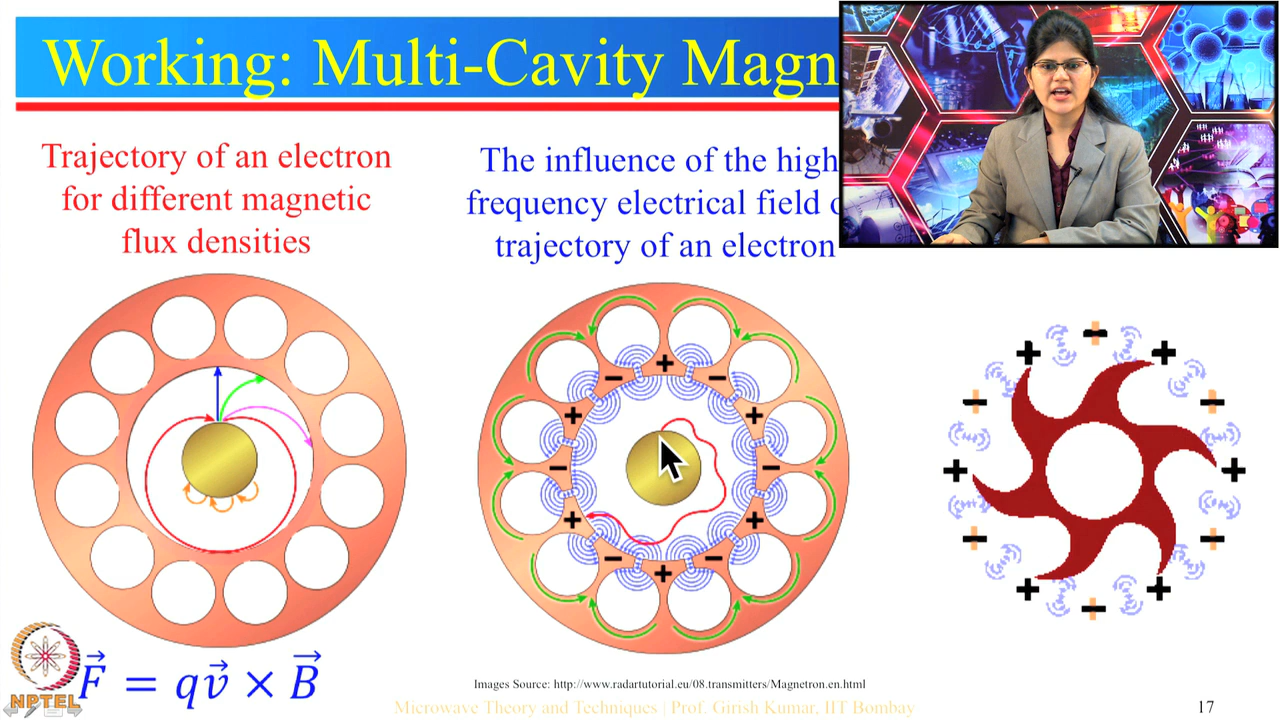 Working: Multi-Cavity Magn
Trajectory of an electron
for different magnetic
flux densities
The influence of the high
frequency electrical field o
trajectory of an electron
+
−
−
+
+
−
−
+
+
−
−
+
−
+
+
−
−
+
+
−
−
+
+
−
F⃗ = qv⃗ × B⃗
NPTEL
Images Source: http://www.radartutorial.eu/08.transmitters/Magnetron.en.html
Microwave Theory and Techniques | Prof. Girish Kumar, IIT Bombay
17